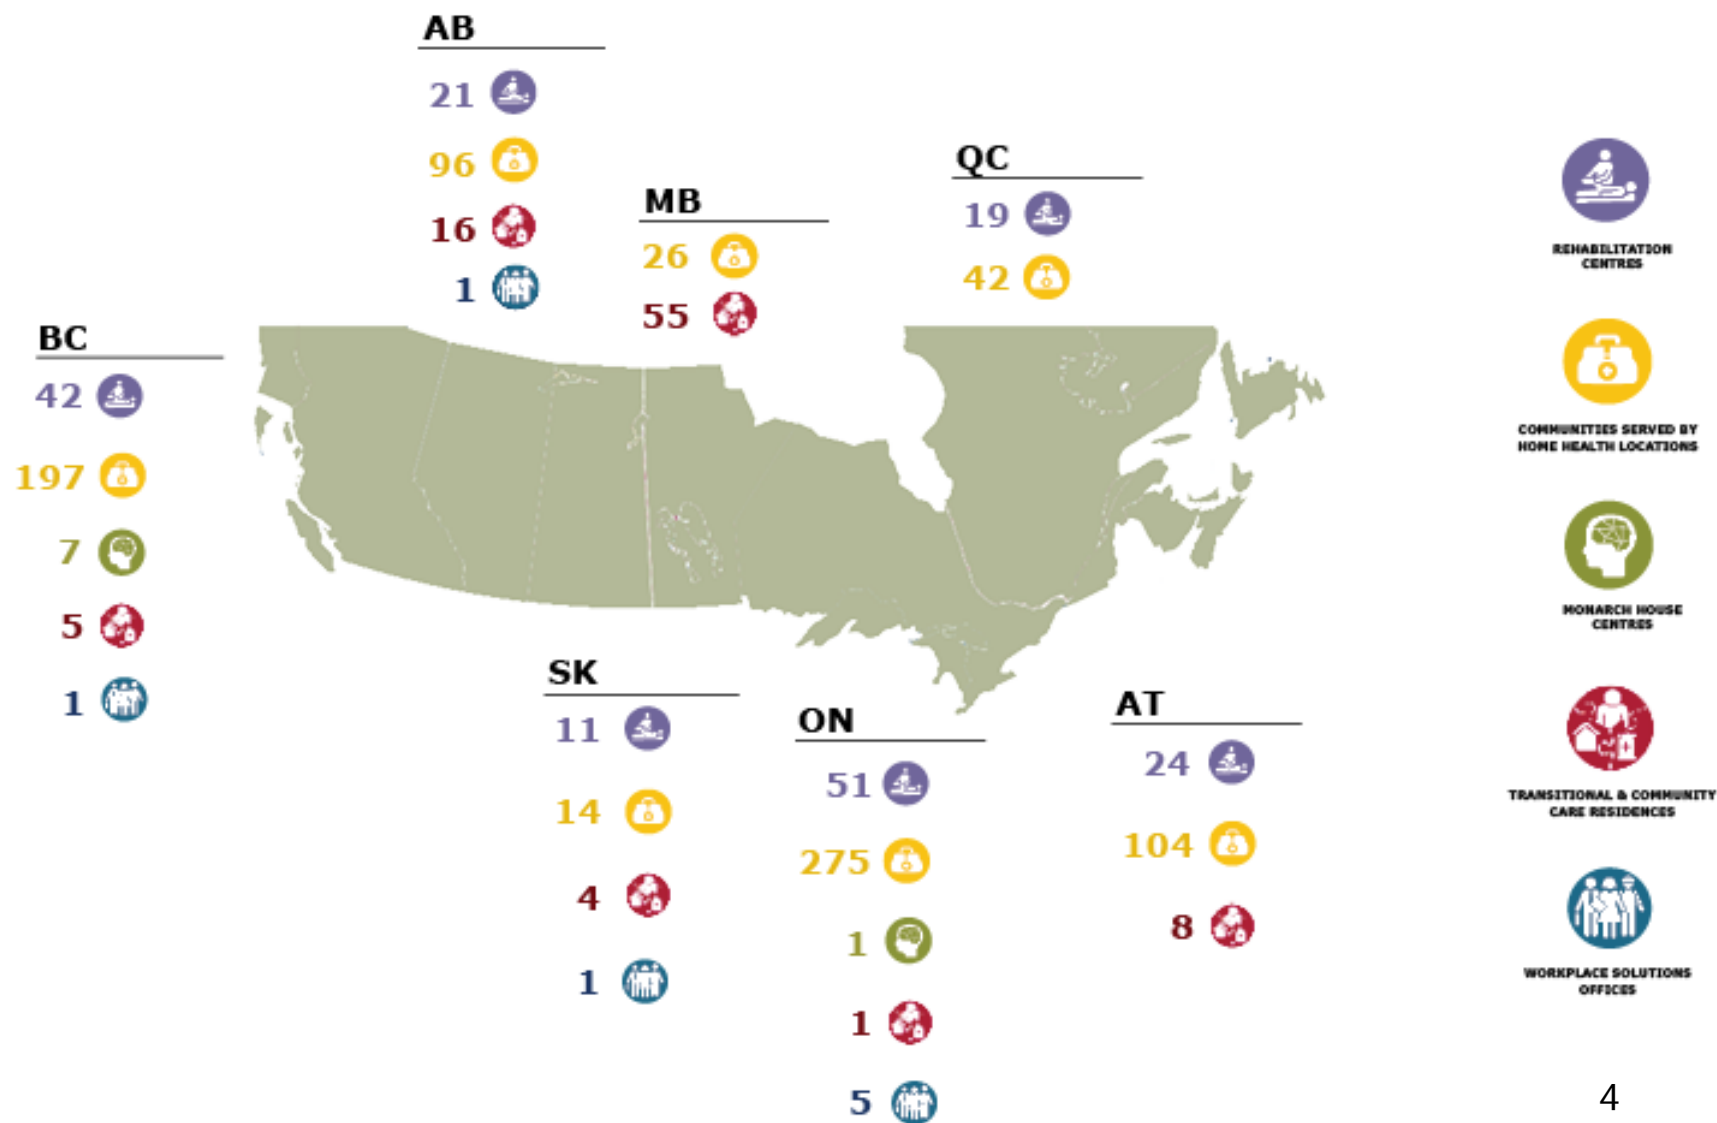 AB
21
96
16
1
MB
26
55
QC
19
42
BC
42
197
7
5
1
SK
11
14
4
1
ON
51
275
1
1
5
AT
24
104
8
REHABILITATION
CENTRES
COMMUNITIES SERVED BY
HOME HEALTH LOCATIONS
MONARCH HOUSE
CENTRES
TRANSITIONAL & COMMUNITY
CARE RESIDENCES
WORKPLACE SOLUTIONS
OFFICES
4